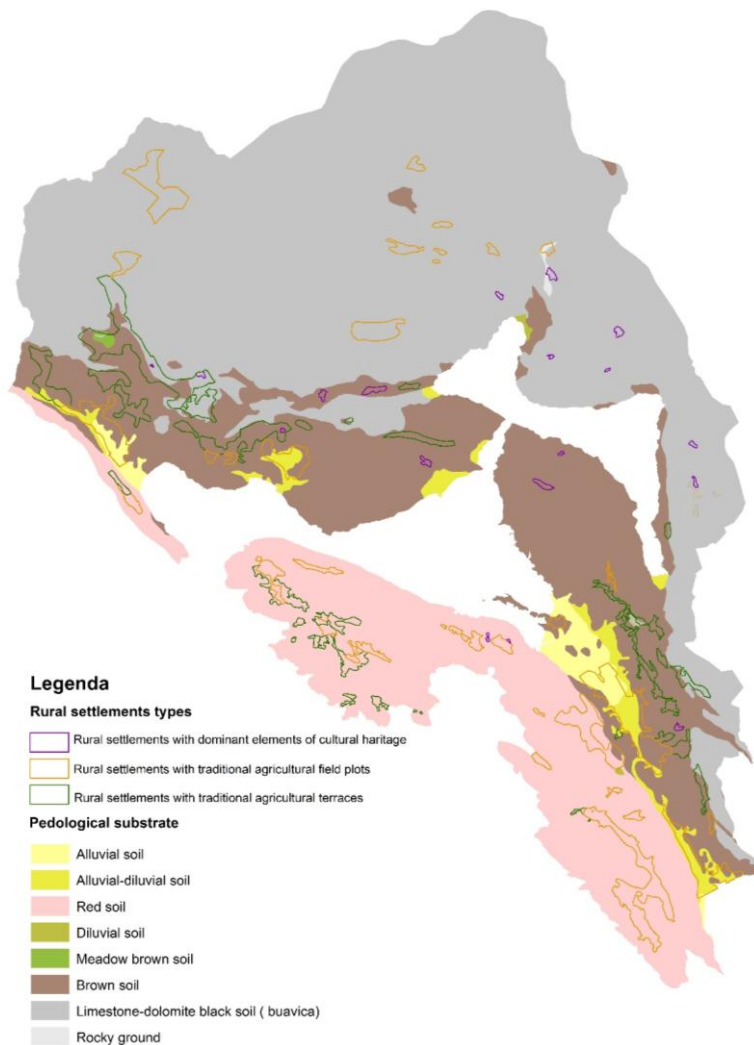 Legenda
Rural settlements types
Rural settlements with dominant elements of cultural haritage
Rural settlements with traditional agricultural field plots
Rural settlements with traditional agricultural terraces
Pedological substrate
Alluvial soil
Alluvial-diluvial soil
Red soil
Diluvial soil
Meadow brown soil
Brown soil
Limestone-dolomite black soil ( buavica)
Rocky ground